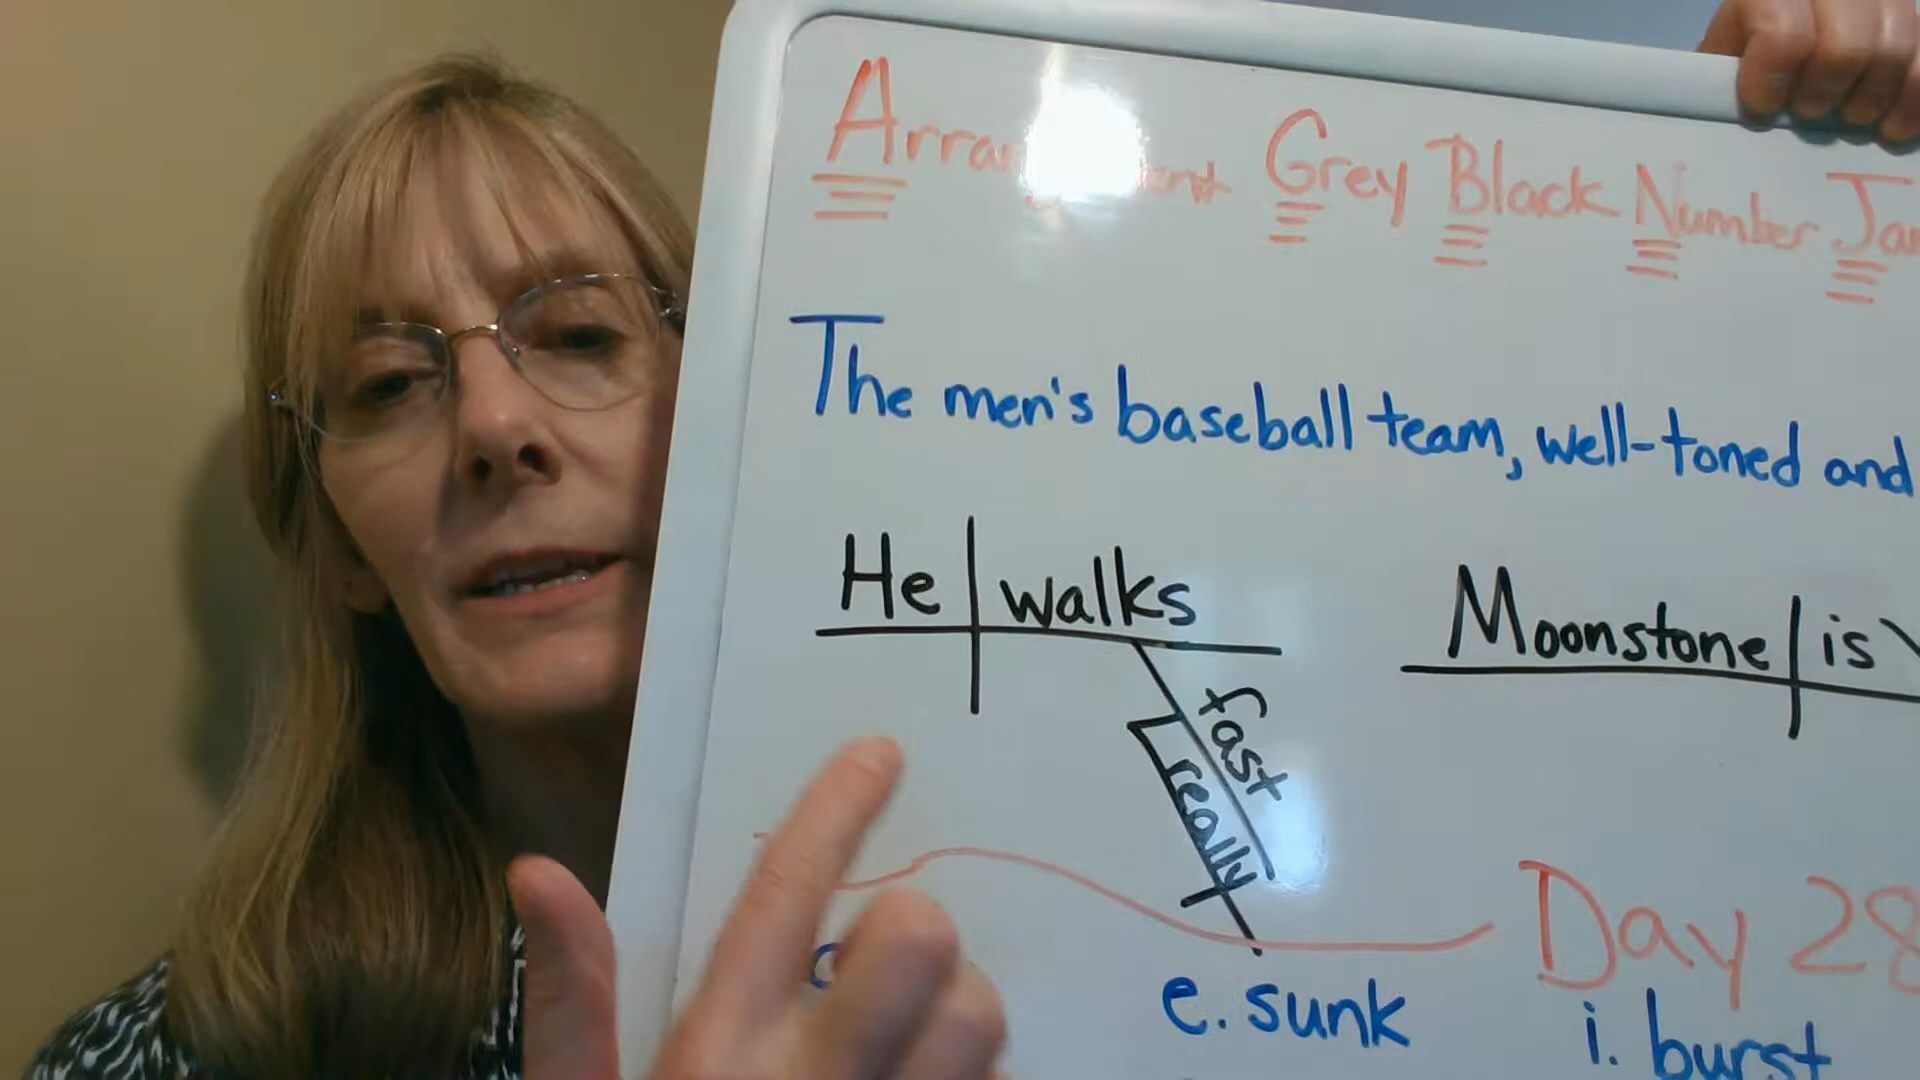 Grey Black Number
The men's baseball team, well-toned and
He walks
fast
really
Moonstone is
Day 28
e. sunk
i. burst